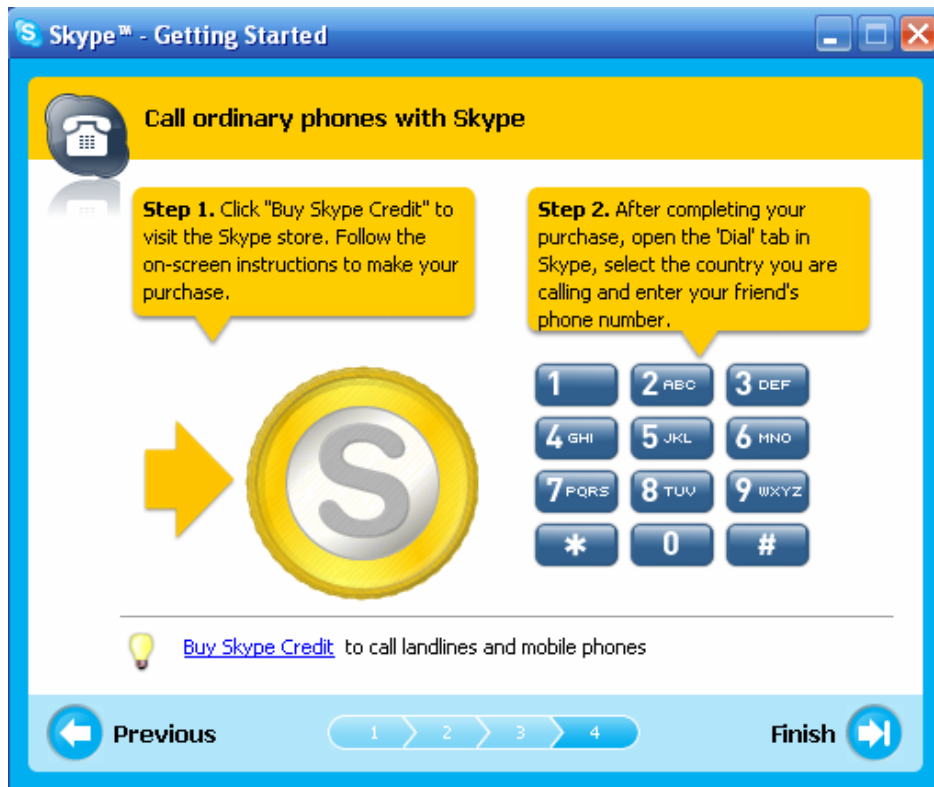 Skype™ - Getting Started
Call ordinary phones with Skype
Step 1. Click "Buy Skype Credit" to
visit the Skype store. Follow the
on-screen instructions to make your
purchase.
Step 2. After completing your
purchase, open the 'Dial' tab in
Skype, select the country you are
calling and enter your friend's
phone number.
S
1 2 ABC 3 DEF
4 GHI 5 JKL 6 MNO
7 PQRS 8 TUV 9 WXYZ
* 0 #
Buy Skype Credit to call landlines and mobile phones
Previous 1 2 3 4 Finish